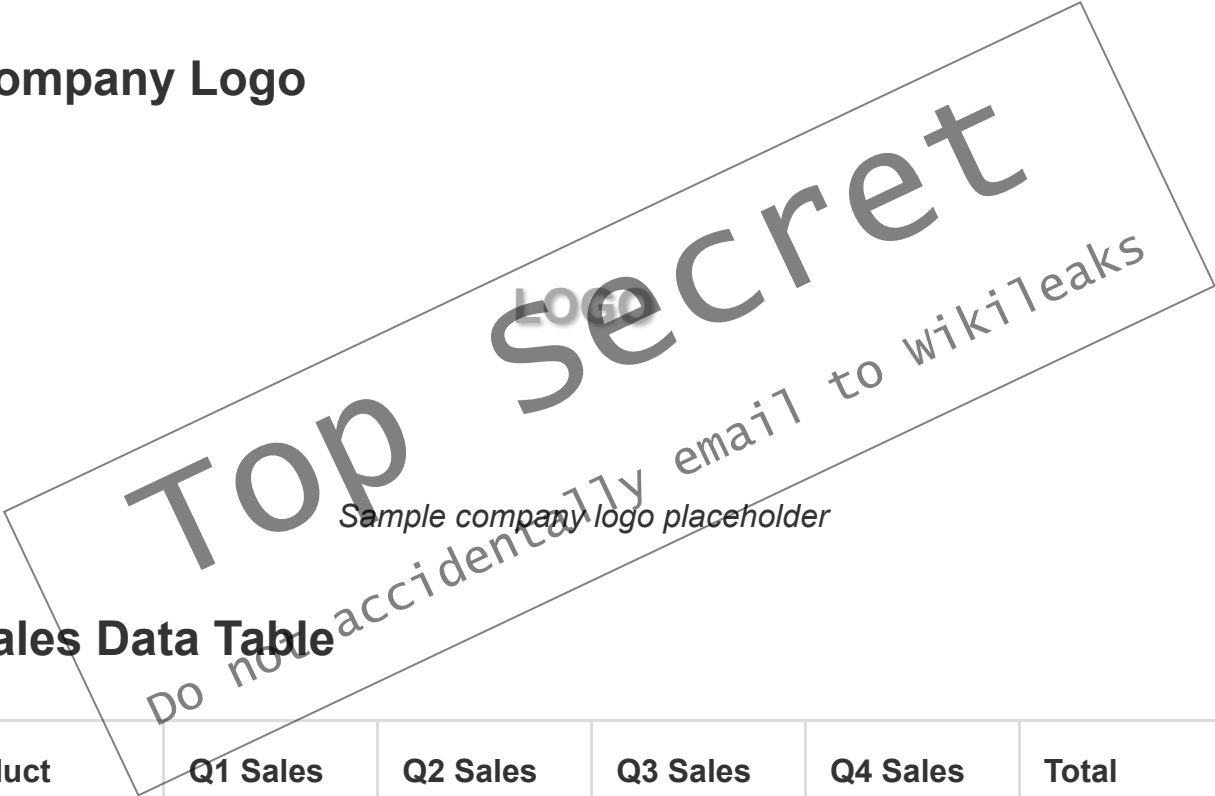 ompany Logo
Top Secret
LOGO
Do not accidentally email to Wikileaks
Sample company logo placeholder
ales Data Table
duct Q1 Sales Q2 Sales Q3 Sales Q4 Sales Total